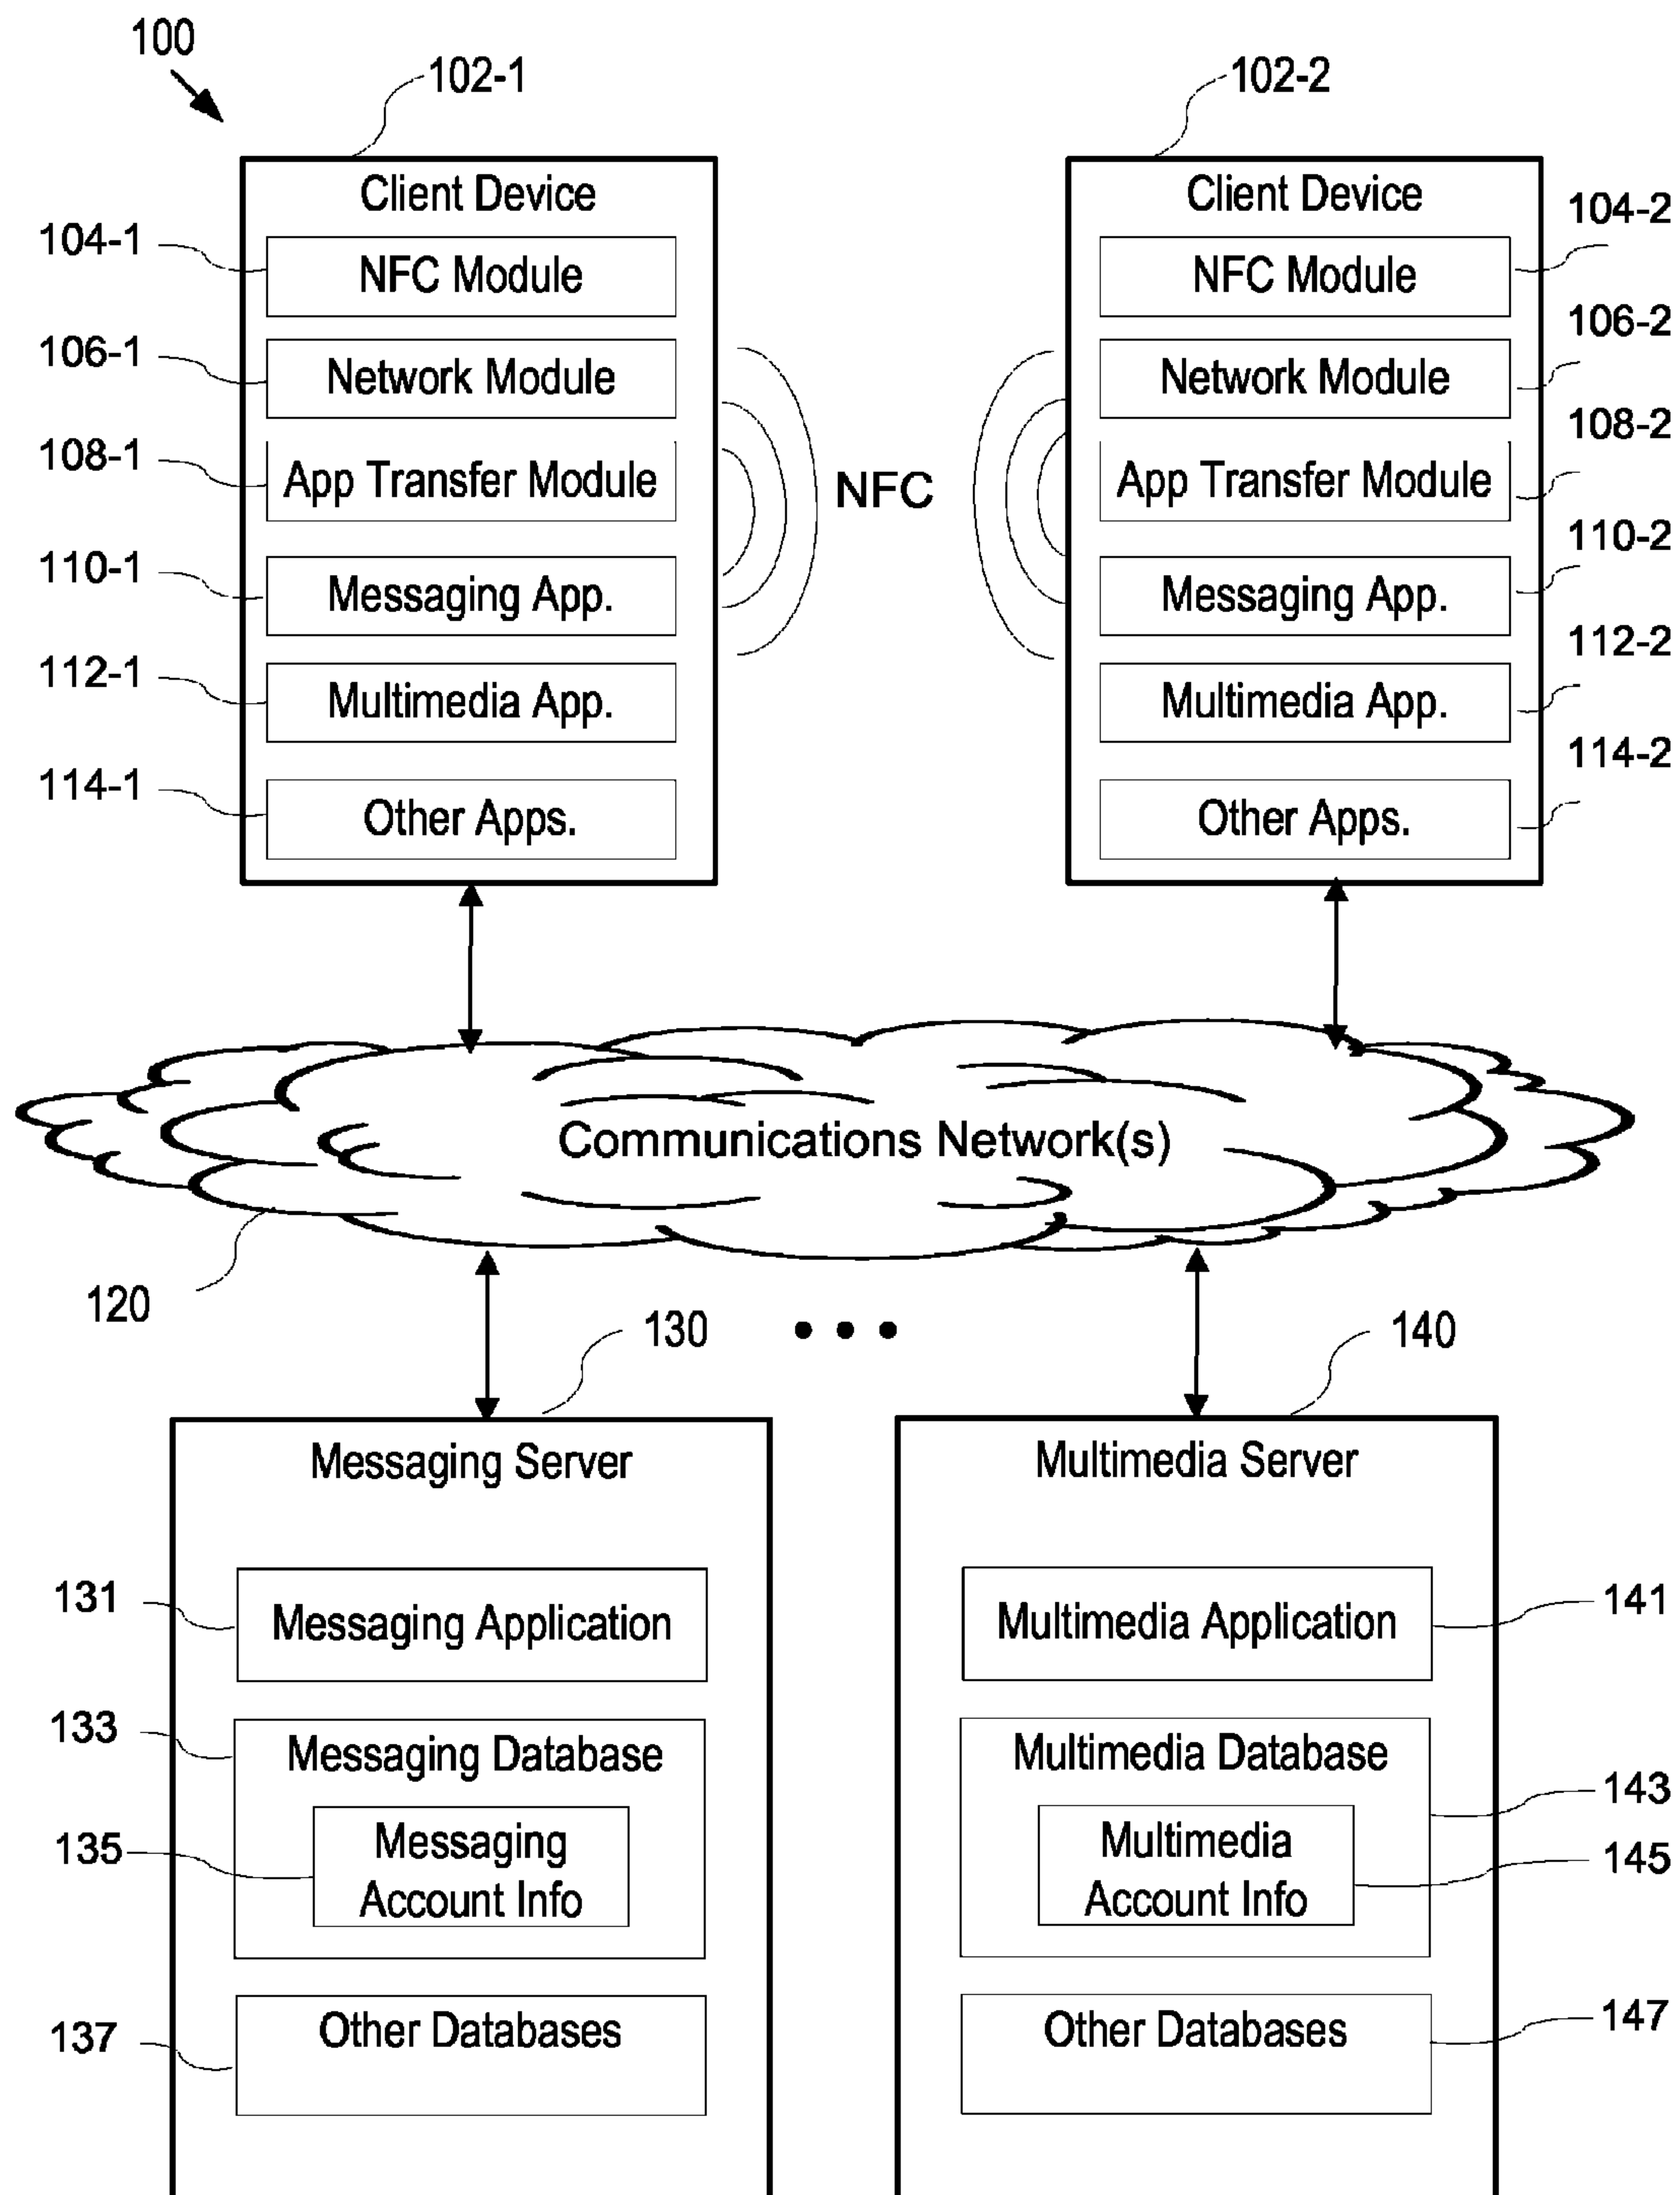 100
102-1
102-2
Client Device
104-1
NFC Module
106-1
Network Module
108-1
App Transfer Module
110-1
Messaging App.
112-1
Multimedia App.
114-1
Other Apps.
NFC
Client Device
104-2
NFC Module
106-2
Network Module
108-2
App Transfer Module
110-2
Messaging App.
112-2
Multimedia App.
114-2
Other Apps.
Communications Network(s)
120
130
• • •
140
Messaging Server
131
Messaging Application
133
Messaging Database
135
Messaging
Account Info
137
Other Databases
Multimedia Server
141
Multimedia Application
Multimedia Database
143
Multimedia
Account Info
145
Other Databases
147